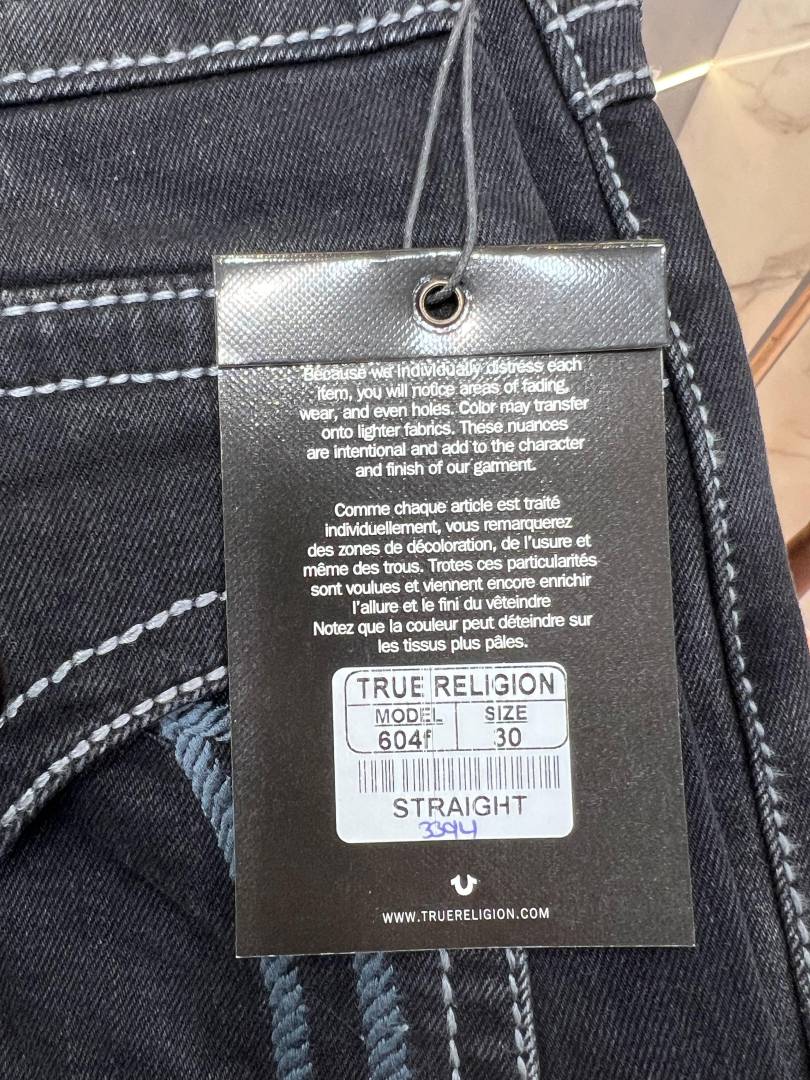 Because we individually distress each
item, you will notice areas of fading,
wear, and even holes. Color may transfer
onto lighter fabrics. These nuances
are intentional and add to the character
and finish of our garment.
Comme chaque article est traité
individuellement, vous remarquerez
des zones de décoloration, de l'usure et
même des trous. Trotes ces particularités
sont voulues et viennent encore enrichir
l'allure et le fini du vêteindre
Notez que la couleur peut déteindre sur
les tissus plus pâles.
TRUE RELIGION
MODEL SIZE
604f 30
STRAIGHT
3394
WWW.TRUERELIGION.COM